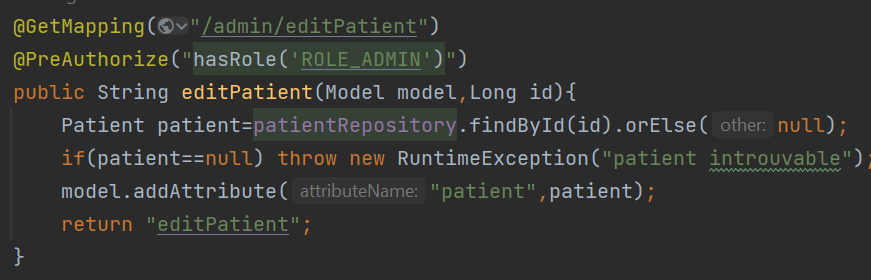 @GetMapping("/admin/editPatient")
@PreAuthorize("hasRole('ROLE_ADMIN')")
public String editPatient(Model model,Long id){
    Patient patient=patientRepository.findById(id).orElse( other: null);
    if(patient==null) throw new RuntimeException("patient introuvable");
    model.addAttribute( attributeName: "patient",patient);
    return "editPatient";
}